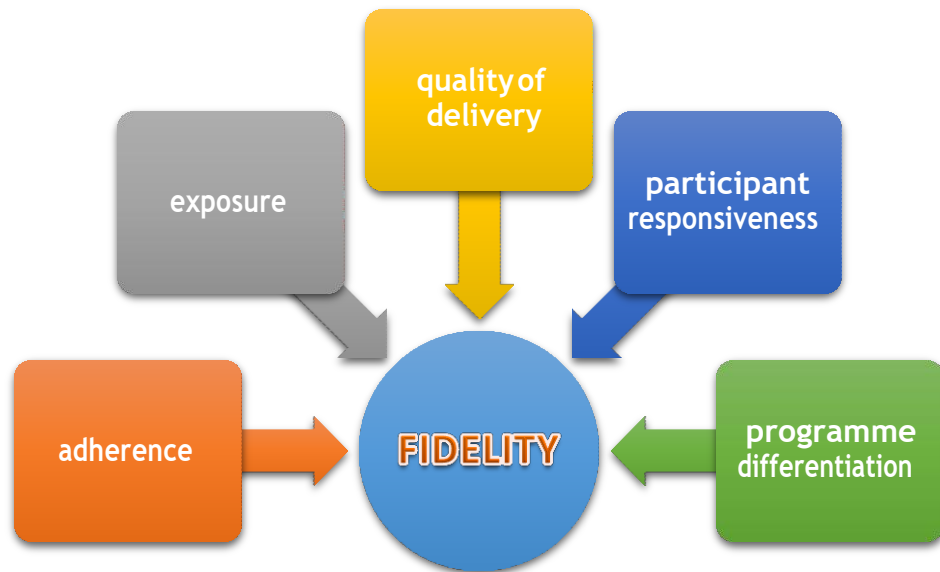 quality of
delivery
exposure
participant
responsiveness
adherence
FIDELITY
programme
differentiation